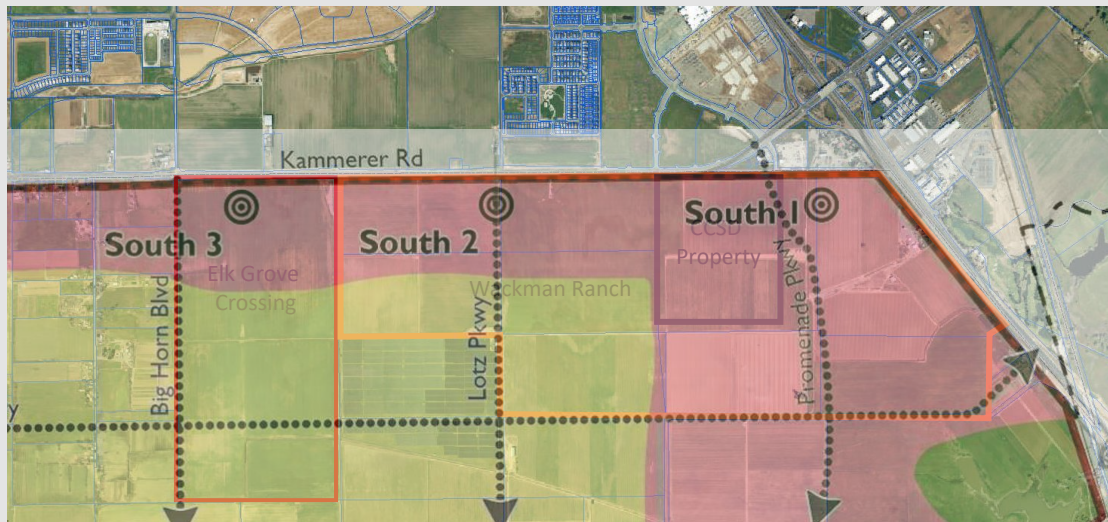 Kammerer Rd
South 3
South 2
South 1
Elk Grove
Crossing
Wackman Ranch
CCSD
Property
Big Horn Blvd
Lotz Pkwy
Promenade Pkwy
y